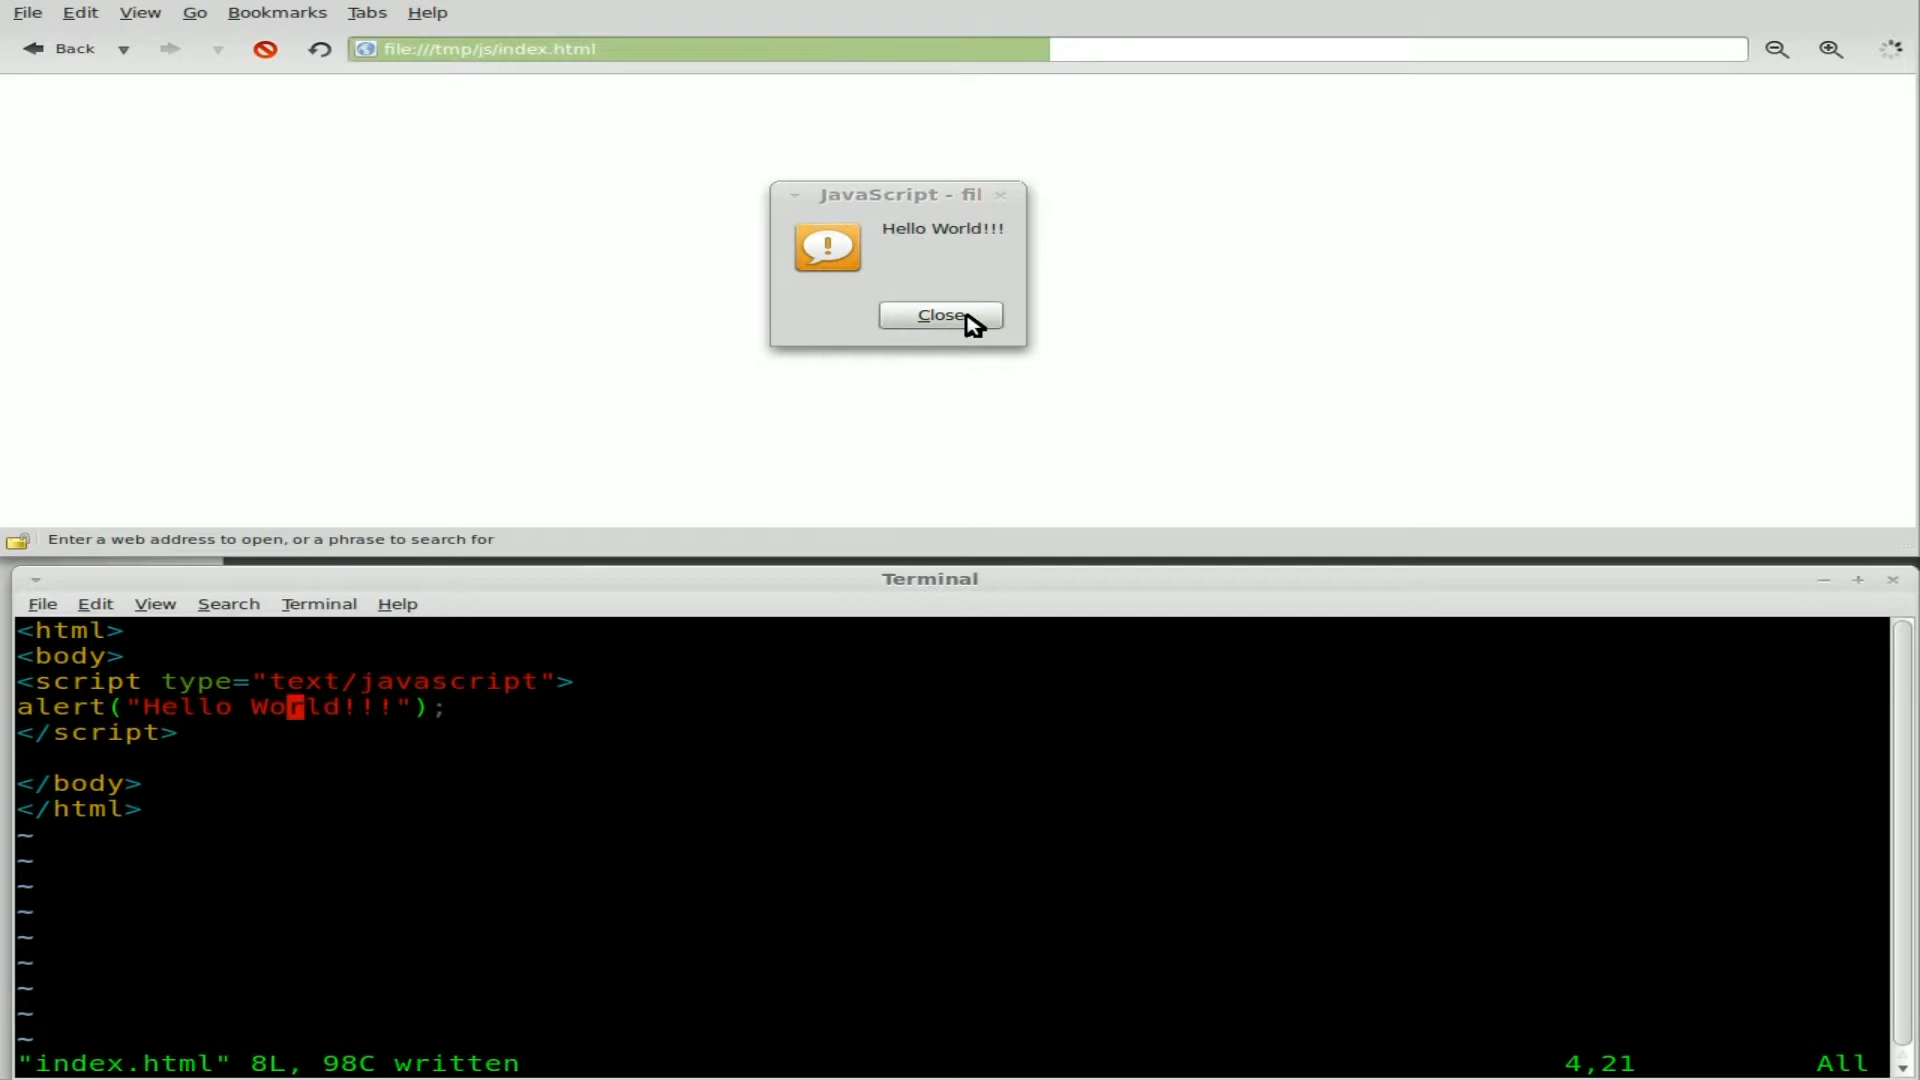 File Edit View Go Bookmarks Tabs Help
Back file:///tmp/js/index.html
JavaScript - fil
Hello World!!!
Close
Enter a web address to open, or a phrase to search for
Terminal
File Edit View Search Terminal Help
<html>
<body>
<script type="text/javascript">
alert("Hello World!!!");
</script>
</body>
</html>
~
~
~
~
~
~
~
~
~
"index.html" 8L, 98C written 4,21 All